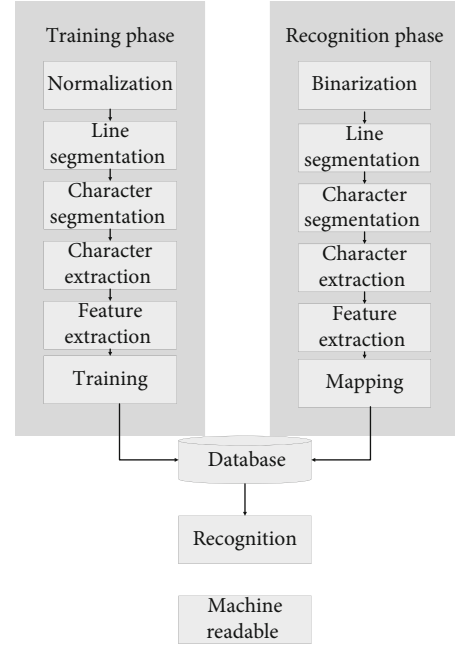 Training phase
Normalization
Line
segmentation
Character
segmentation
Character
extraction
Feature
extraction
Training
Recognition phase
Binarization
Line
segmentation
Character
segmentation
Character
extraction
Feature
extraction
Mapping
Database
Recognition
Machine
readable